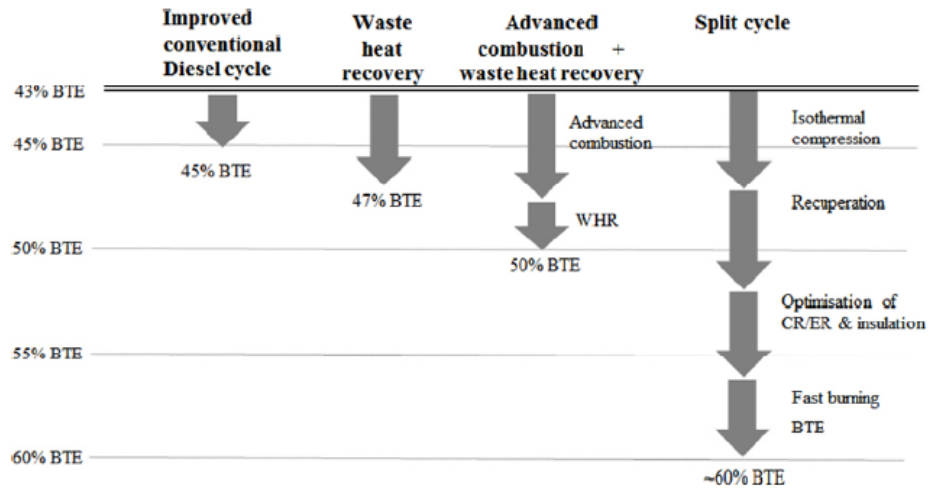 Improved
conventional
Diesel cycle
Waste
heat
recovery
Advanced
combustion +
waste heat recovery
Split cycle
43% BTE
45% BTE
50% BTE
55% BTE
60% BTE
45% BTE
47% BTE
Advanced
combustion
WHR
50% BTE
Isothermal
compression
Recuperation
Optimisation of
CR/ER & insulation
Fast burning
BTE
≈60% BTE